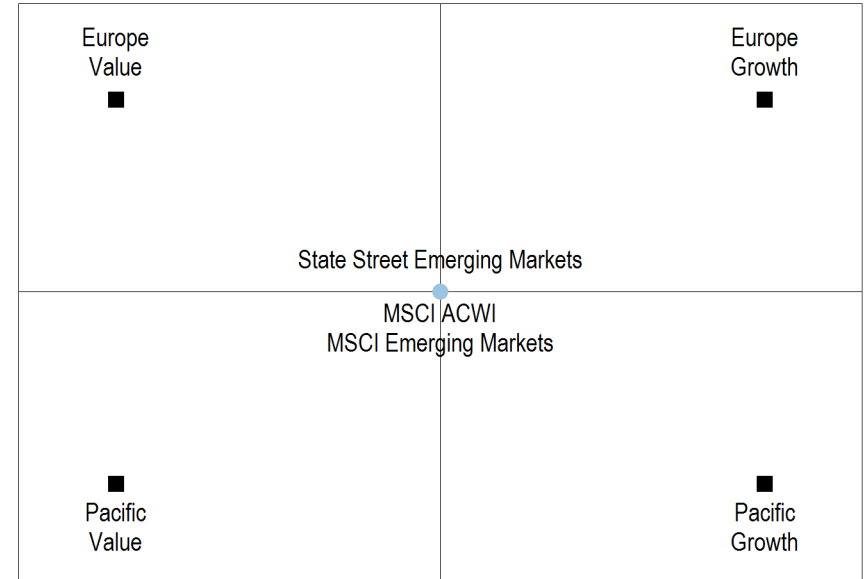 Europe
Value
Europe
Growth
State Street Emerging Markets
MSCI ACWI
MSCI Emerging Markets
Pacific
Value
Pacific
Growth